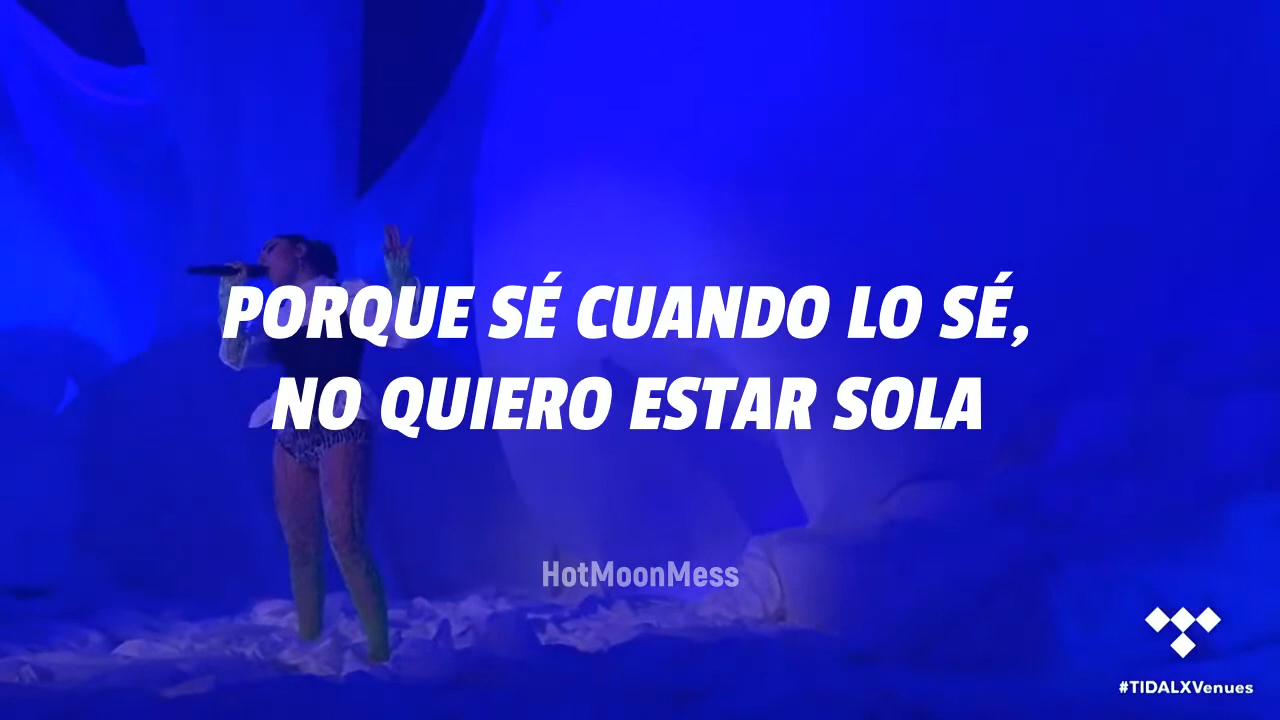 PORQUE SÉ CUANDO LO SÉ,
NO QUIERO ESTAR SOLA
HotMoonMess
#TIDALXVenues